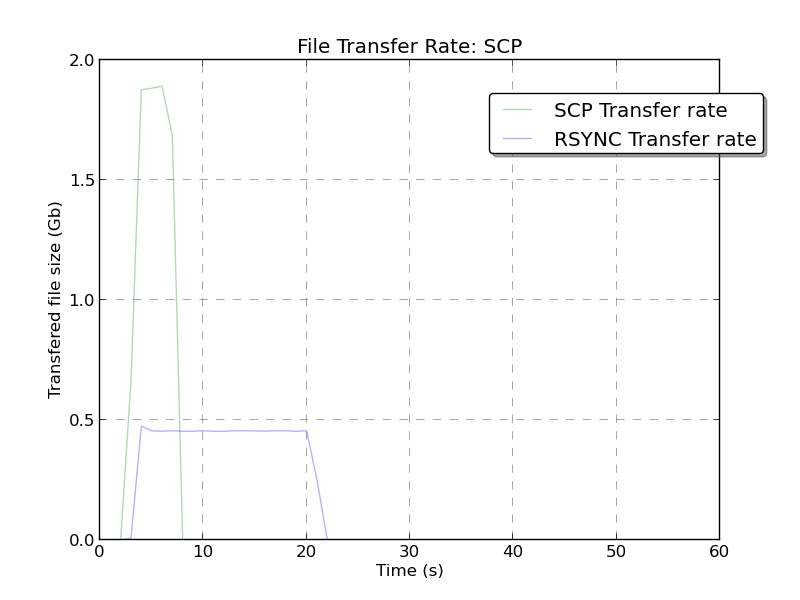 File Transfer Rate: SCP
SCP Transfer rate
RSYNC Transfer rate
Transfered file size (Gb)
2.0
1.5
1.0
0.5
0.0
0 10 20 30 40 50 60
Time (s)